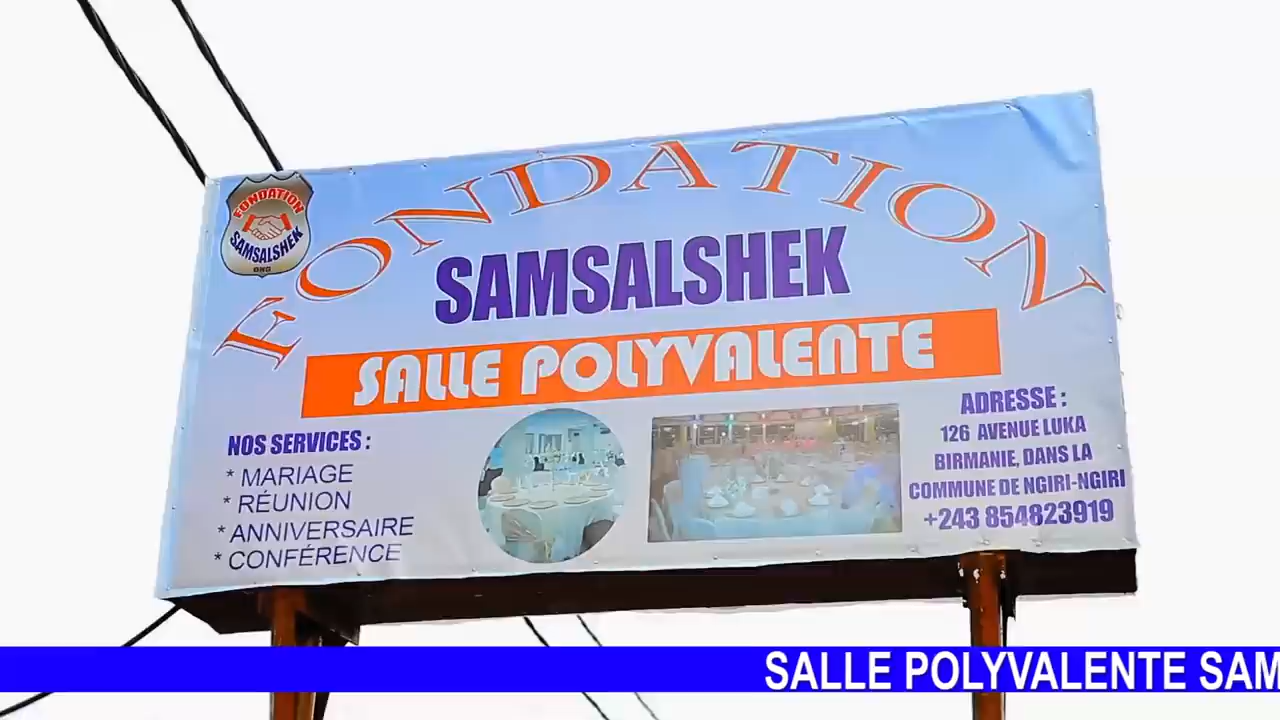 FONDATION
SAMSALSHEK
ONG
FONDATION
SAMSALSHEK
SALLE POLYVALENTE
NOS SERVICES :
* MARIAGE
* RÉUNION
* ANNIVERSAIRE
* CONFÉRENCE
ADRESSE :
126 AVENUE LUKA
BIRMANIE, DANS LA
COMMUNE DE NGIRI-NGIRI
+243 854823919
SALLE POLYVALENTE SAM